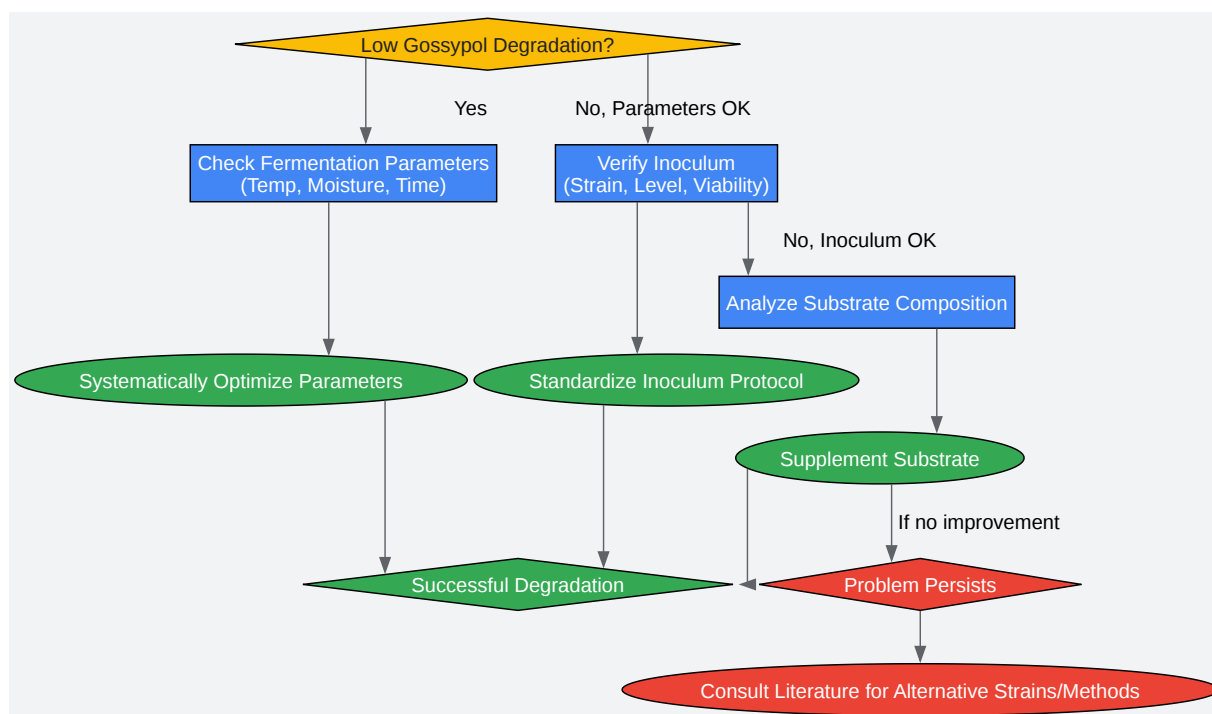 Low Gossypol Degradation?
Yes
No, Parameters OK
Check Fermentation Parameters
(Temp, Moisture, Time)
Verify Inoculum
(Strain, Level, Viability)
No, Inoculum OK
Analyze Substrate Composition
Systematically Optimize Parameters
Standardize Inoculum Protocol
Supplement Substrate
If no improvement
Successful Degradation
Problem Persists
Consult Literature for Alternative Strains/Methods